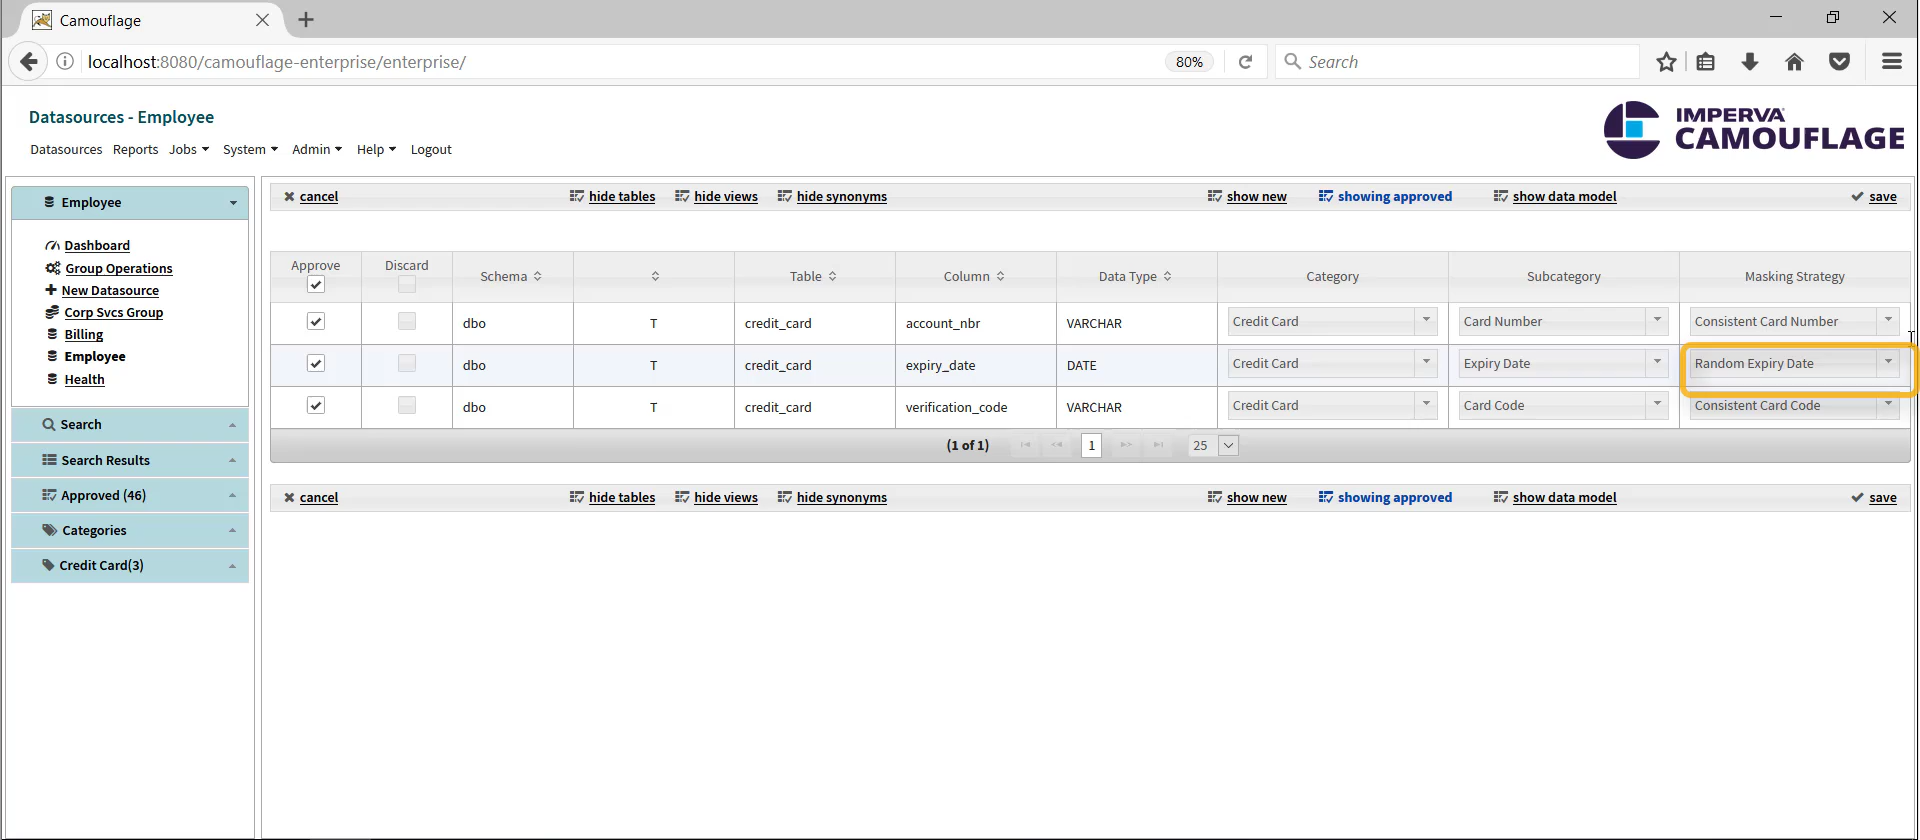 Camouflage
localhost:8080/camouflage-enterprise/enterprise/
80%
Search
Datasources - Employee
IMPERVA
CAMOUFLAGE
Datasources Reports Jobs System Admin Help Logout
Employee
Dashboard
Group Operations
New Datasource
Corp Svcs Group
Billing
Employee
Health
Search
Search Results
Approved (46)
Categories
Credit Card(3)
cancel hide tables hide views hide synonyms show new showing approved show data model save
Approve Discard Schema Table Column Data Type Category Subcategory Masking Strategy
dbo T credit_card account_nbr VARCHAR Credit Card Card Number Consistent Card Number
dbo T credit_card expiry_date DATE Credit Card Expiry Date Random Expiry Date
dbo T credit_card verification_code VARCHAR Credit Card Card Code Consistent Card Code
(1 of 1) 1 25
cancel hide tables hide views hide synonyms show new showing approved show data model save